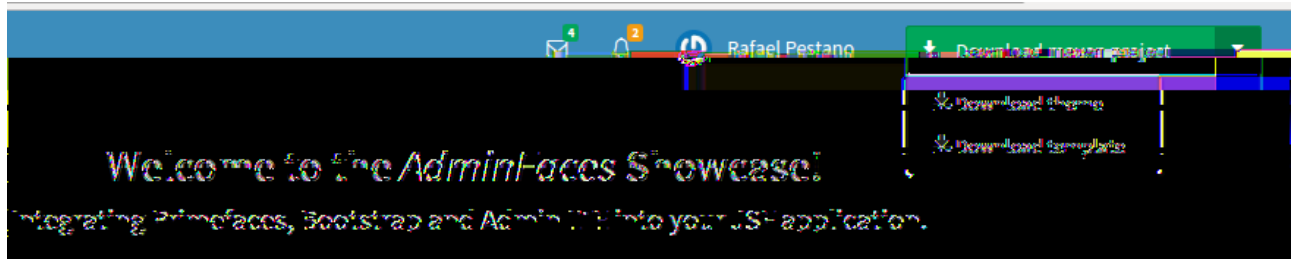 4 2
Rafael Pestano Download maven project
Download theme
Download template
Welcome to the AdminFaces Showcase!
Integrating Primefaces, Bootstrap and Admin into your JSF application.